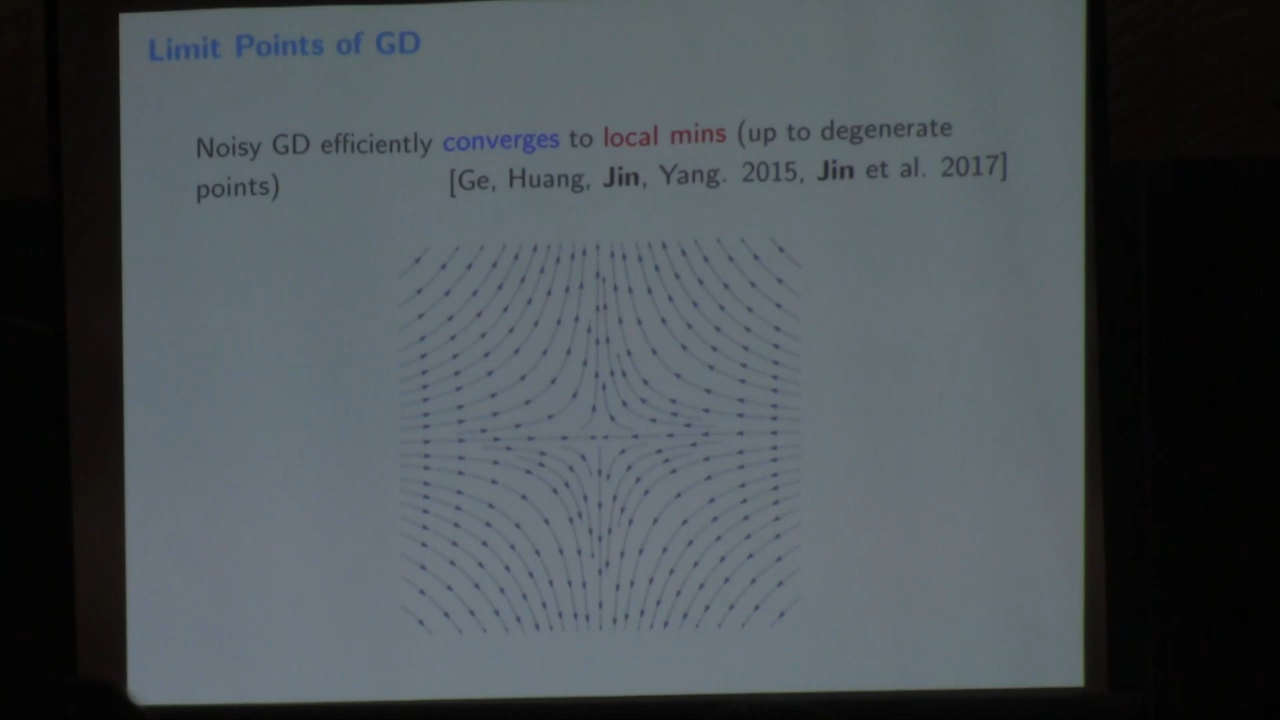 Limit Points of GD
Noisy GD efficiently converges to local mins (up to degenerate
points) [Ge, Huang, Jin, Yang. 2015, Jin et al. 2017]